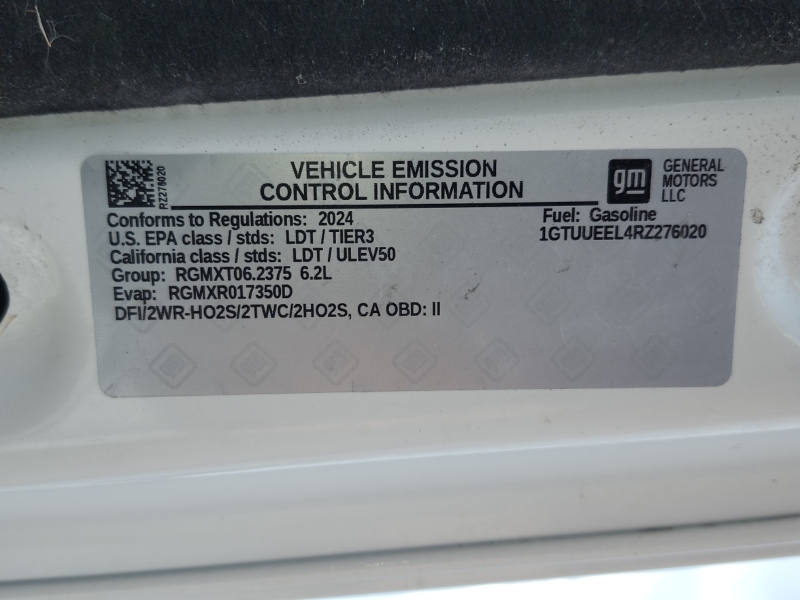 RZ276020
VEHICLE EMISSION
CONTROL INFORMATION
gm
GENERAL
MOTORS
LLC
Conforms to Regulations: 2024
Fuel: Gasoline
U.S. EPA class / stds: LDT / TIER3
1GTUUEEL4RZ276020
California class / stds: LDT / ULEV50
Group: RGMXT06.2375 6.2L
Evap: RGMXR017350D
DFI/2WR-HO2S/2TWC/2HO2S, CA OBD: II